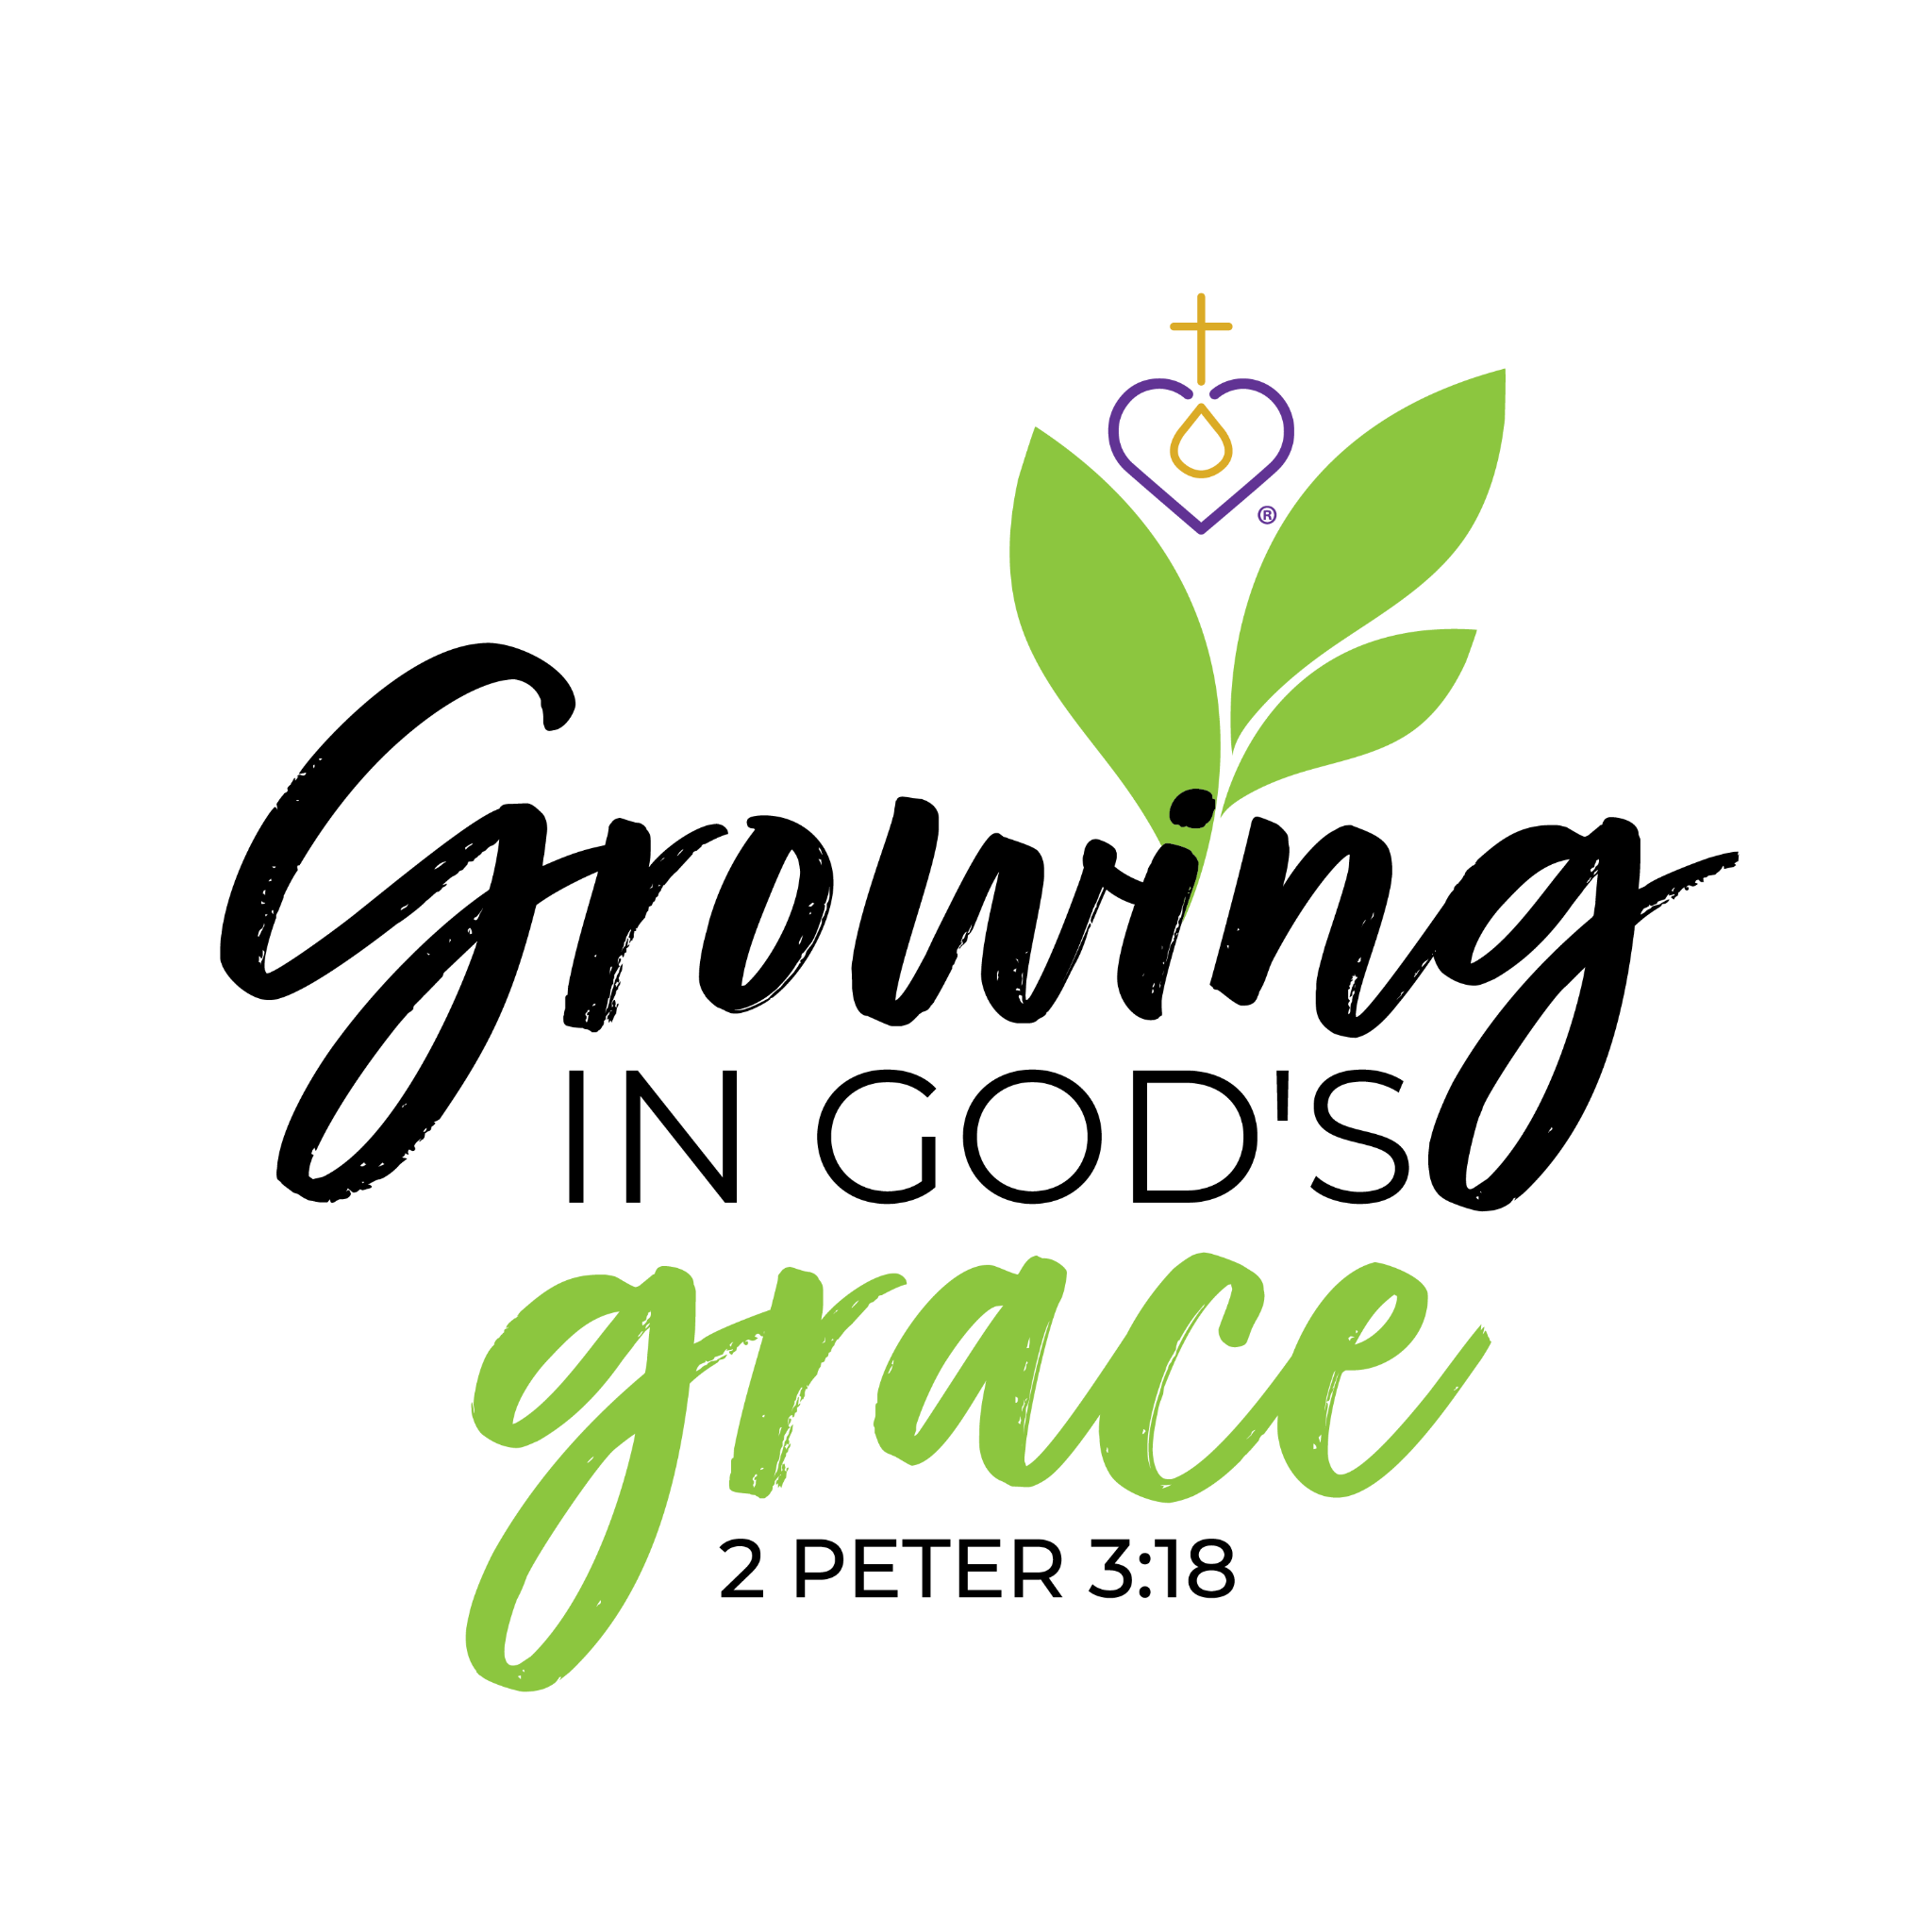 ®
Growing
IN GOD'S
grace
2 PETER 3:18